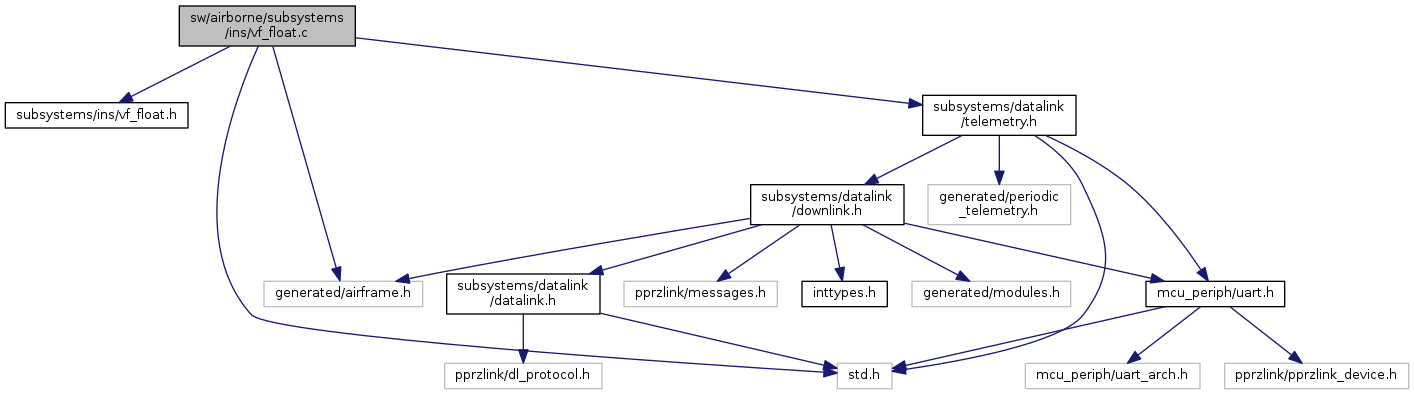 sw/airborne/subsystems
/ins/vf_float.c
subsystems/ins/vf_float.h
subsystems/datalink
/telemetry.h
subsystems/datalink
/downlink.h
generated/periodic
_telemetry.h
generated/airframe.h
subsystems/datalink
/datalink.h
pprzlink/messages.h
inttypes.h
generated/modules.h
mcu_periph/uart.h
pprzlink/dl_protocol.h
std.h
mcu_periph/uart_arch.h
pprzlink/pprzlink_device.h